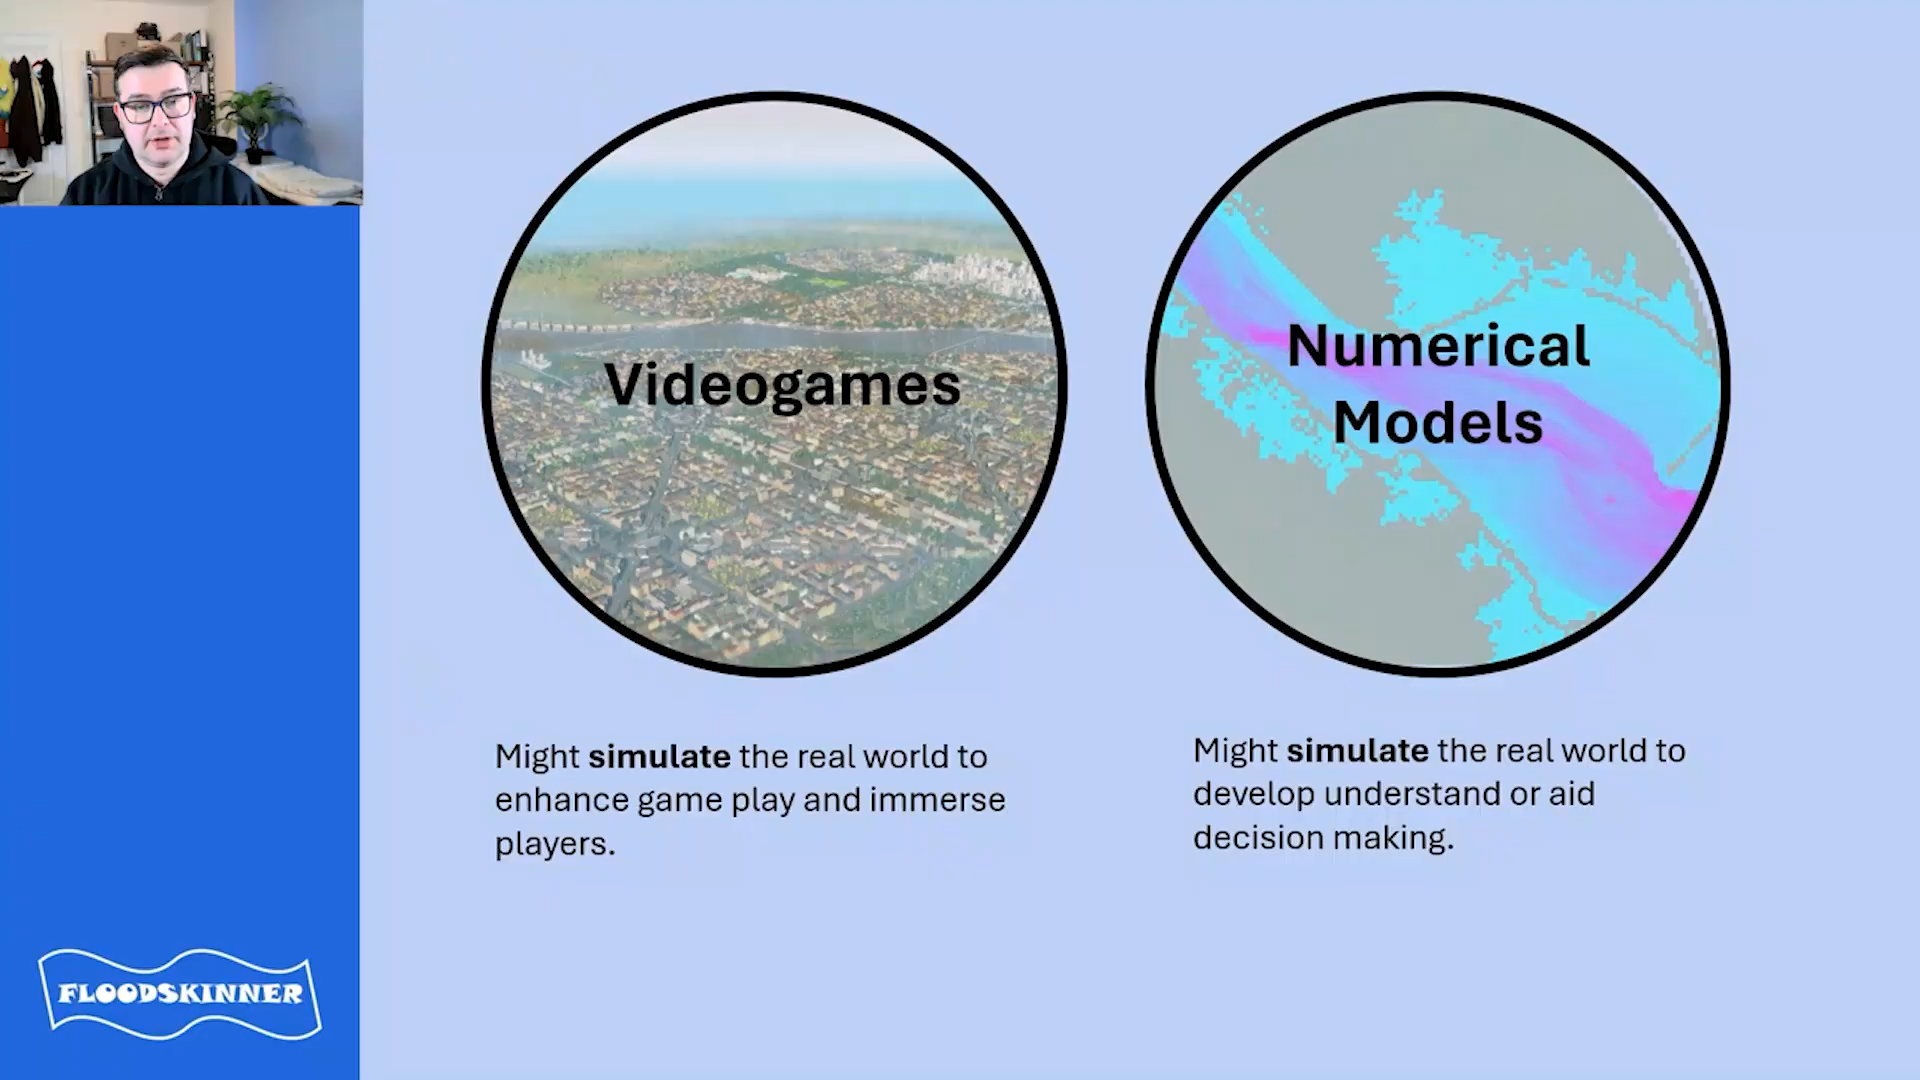 Videogames
Numerical
Models
Might simulate the real world to
enhance game play and immerse
players.
Might simulate the real world to
develop understand or aid
decision making.
FLOODSKINNER